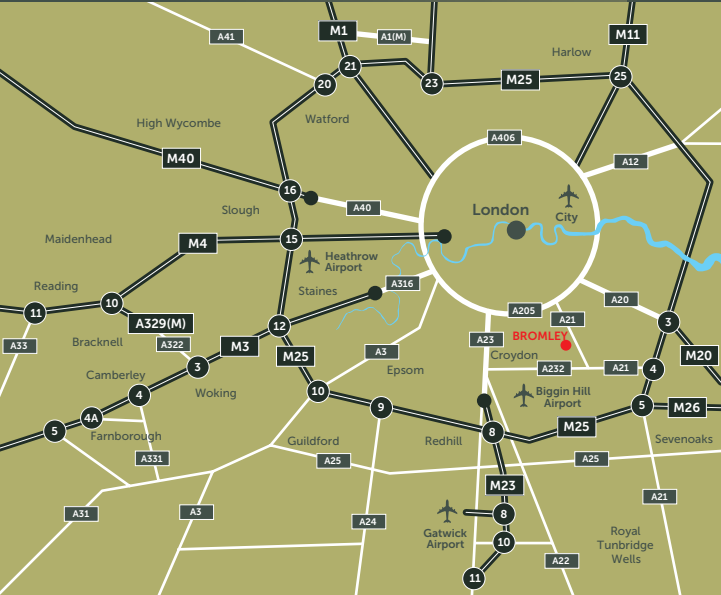 M1
A1(M)
M11
A41
Harlow
21
20
23
M25
25
High Wycombe
Watford
A406
M40
A12
16
A40
Slough
London
City
Maidenhead
M4
15
Heathrow
Airport
A316
Staines
Reading
10
11
A329(M)
12
A205
A20
A21
3
BROMLEY
A33
Bracknell
A322
M3
M25
A3
A23
Croydon
M20
3
Epsom
A232
A21
4
Camberley
4
Woking
10
9
Biggin Hill
Airport
5
M26
4A
5
Farnborough
Guildford
Redhill
8
M25
Sevenoaks
A331
A25
A25
M23
A21
A31
A3
A24
8
Gatwick
Airport
10
Royal
Tunbridge
Wells
A22
11